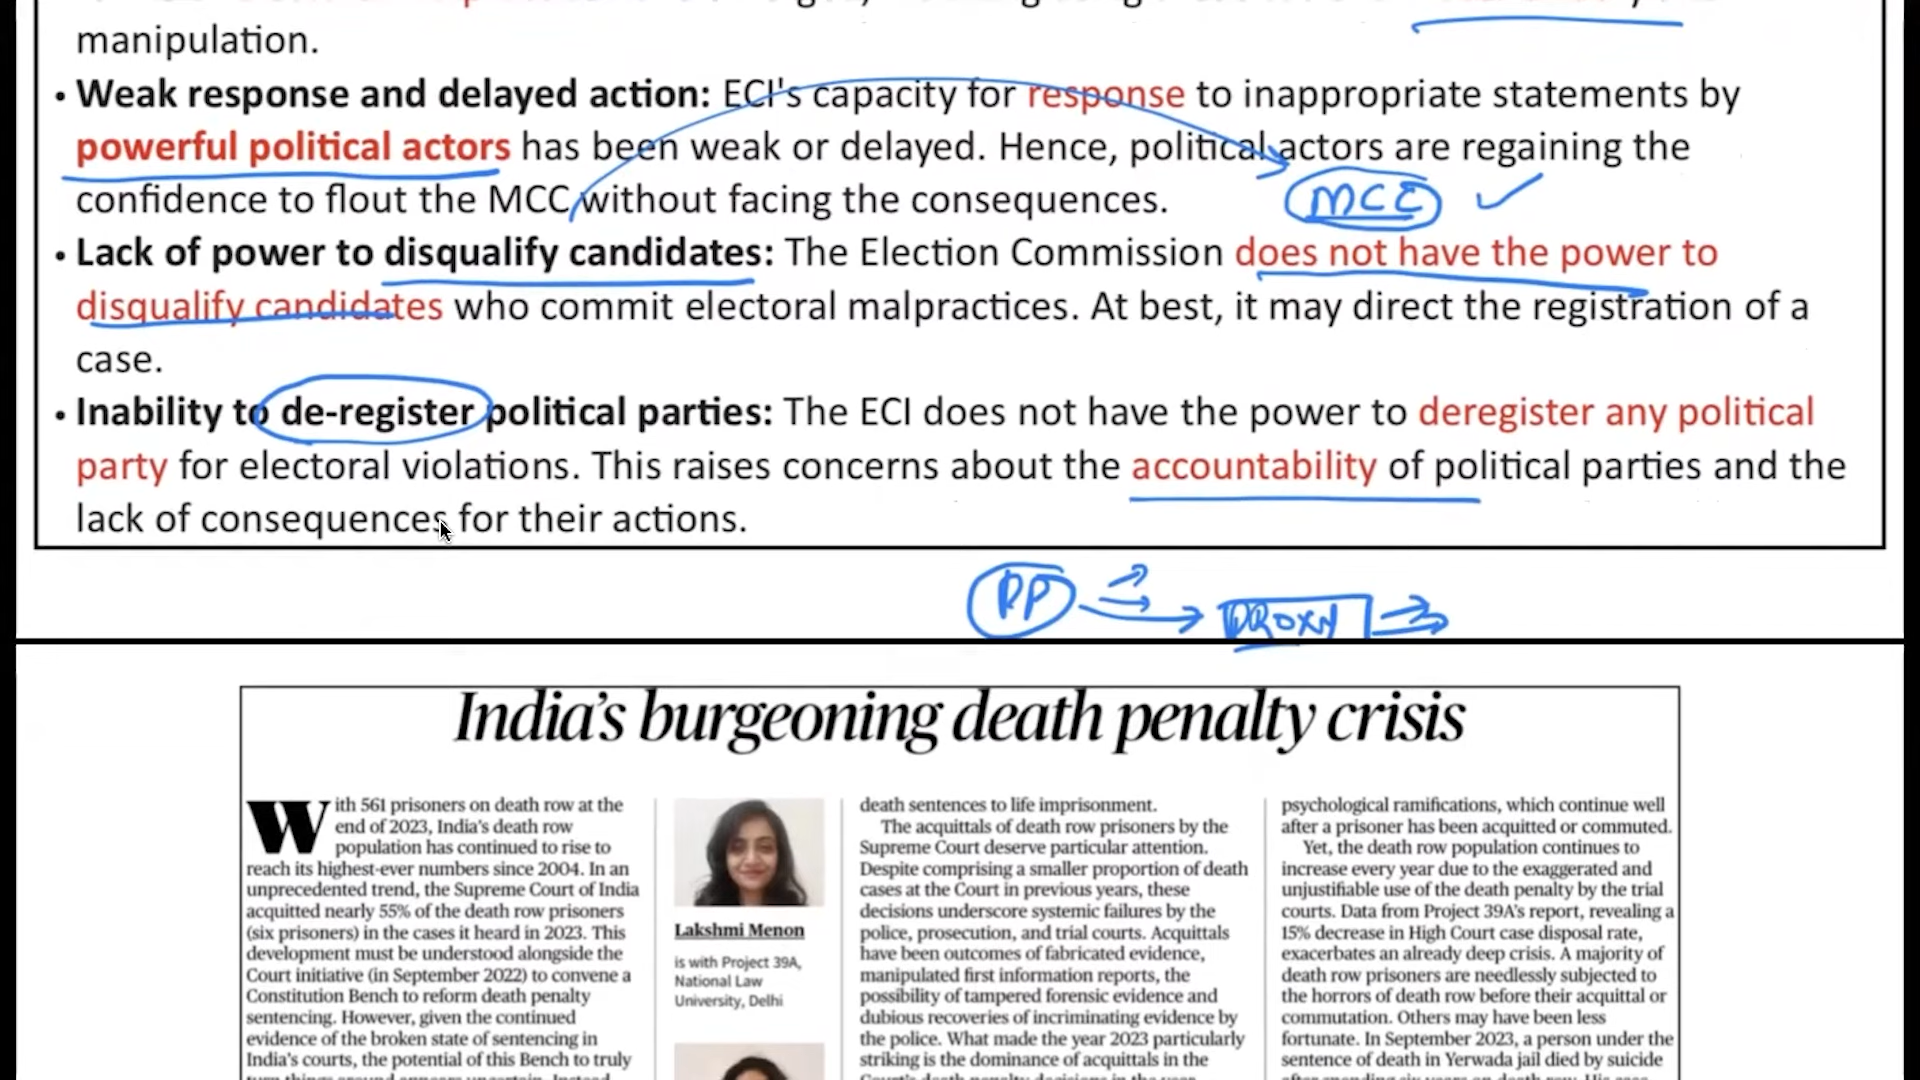 manipulation.
• Weak response and delayed action: ECI's capacity for response to inappropriate statements by
powerful political actors has been weak or delayed. Hence, political actors are regaining the
confidence to flout the MCC without facing the consequences.
MCC
• Lack of power to disqualify candidates: The Election Commission does not have the power to
disqualify candidates who commit electoral malpractices. At best, it may direct the registration of a
case.
• Inability to de-register political parties: The ECI does not have the power to deregister any political
party for electoral violations. This raises concerns about the accountability of political parties and the
lack of consequences for their actions.
PP
PROXY
India's burgeoning death penalty crisis
With 561 prisoners on death row at the
end of 2023, India's death row
population has continued to rise to
reach its highest-ever numbers since 2004. In an
unprecedented trend, the Supreme Court of India
acquitted nearly 55% of the death row prisoners
(six prisoners) in the cases it heard in 2023. This
development must be understood alongside the
Court initiative (in September 2022) to convene a
Constitution Bench to reform death penalty
sentencing. However, given the continued
evidence of the broken state of sentencing in
India's courts, the potential of this Bench to truly
Lakshmi Menon
is with Project 39A,
National Law
University, Delhi
death sentences to life imprisonment.
The acquittals of death row prisoners by the
Supreme Court deserve particular attention.
Despite comprising a smaller proportion of death
cases at the Court in previous years, these
decisions underscore systemic failures by the
police, prosecution, and trial courts. Acquittals
have been outcomes of fabricated evidence,
manipulated first information reports, the
possibility of tampered forensic evidence and
dubious recoveries of incriminating evidence by
the police. What made the year 2023 particularly
striking is the dominance of acquittals in the
psychological ramifications, which continue well
after a prisoner has been acquitted or commuted.
Yet, the death row population continues to
increase every year due to the exaggerated and
unjustifiable use of the death penalty by the trial
courts. Data from Project 39A's report, revealing a
15% decrease in High Court case disposal rate,
exacerbates an already deep crisis. A majority of
death row prisoners are needlessly subjected to
the horrors of death row before their acquittal or
commutation. Others may have been less
fortunate. In September 2023, a person under the
sentence of death in Yerwada jail died by suicide